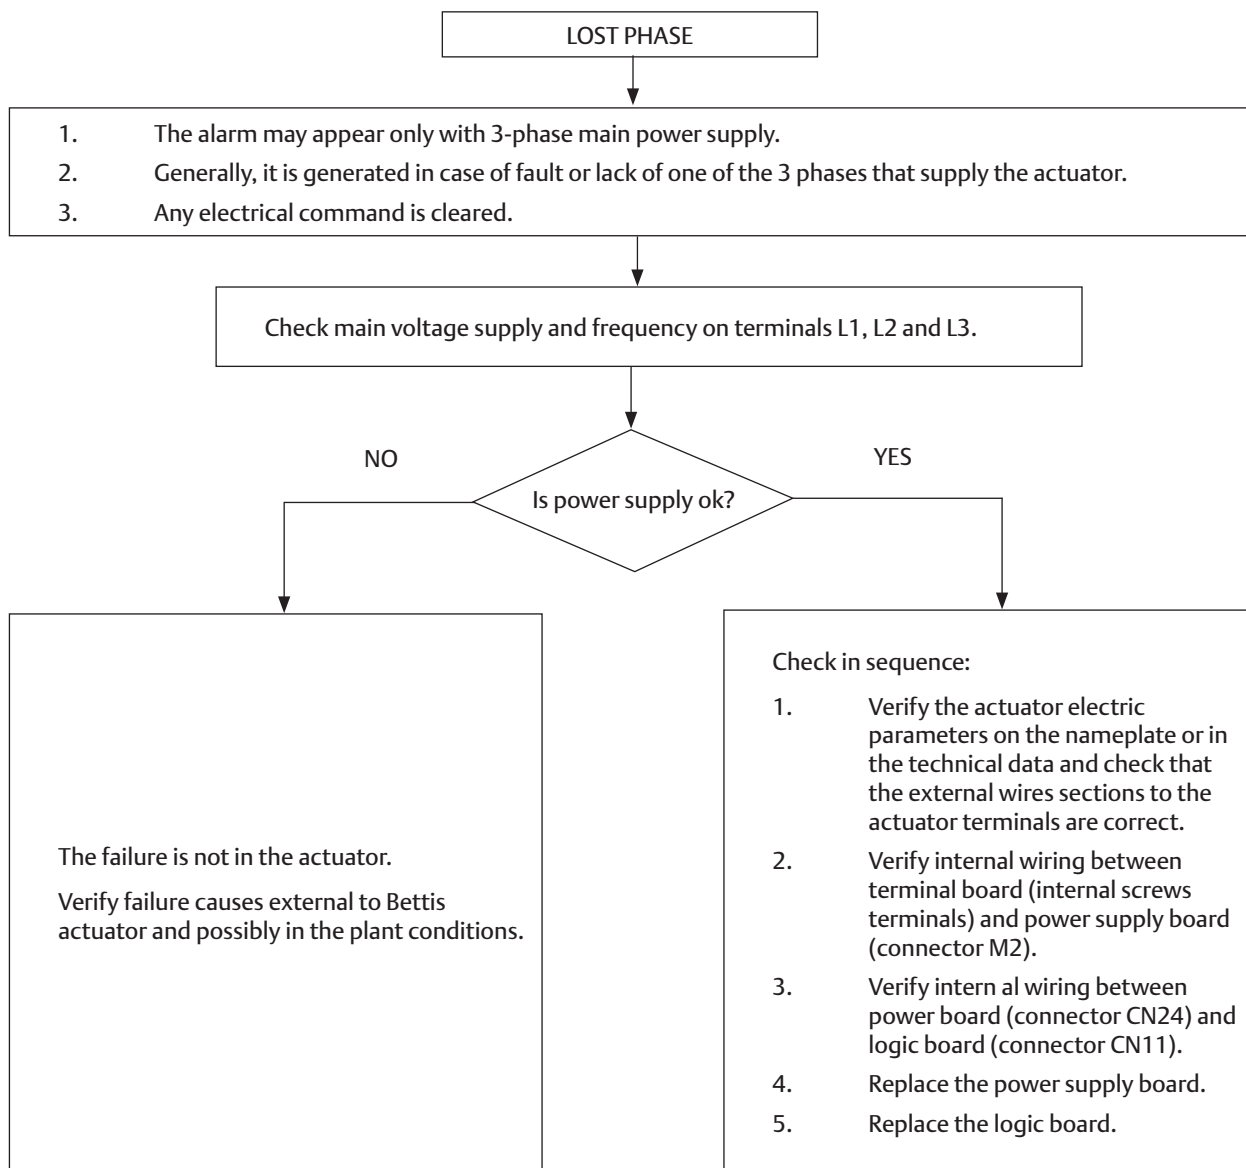 LOST PHASE
1. The alarm may appear only with 3-phase main power supply.
2. Generally, it is generated in case of fault or lack of one of the 3 phases that supply the actuator.
3. Any electrical command is cleared.
Check main voltage supply and frequency on terminals L1, L2 and L3.
NO
YES
Is power supply ok?
The failure is not in the actuator.
Verify failure causes external to Bettis
actuator and possibly in the plant conditions.
Check in sequence:
1. Verify the actuator electric
parameters on the nameplate or in
the technical data and check that
the external wires sections to the
actuator terminals are correct.
2. Verify internal wiring between
terminal board (internal screws
terminals) and power supply board
(connector M2).
3. Verify intern al wiring between
power board (connector CN24) and
logic board (connector CN11).
4. Replace the power supply board.
5. Replace the logic board.